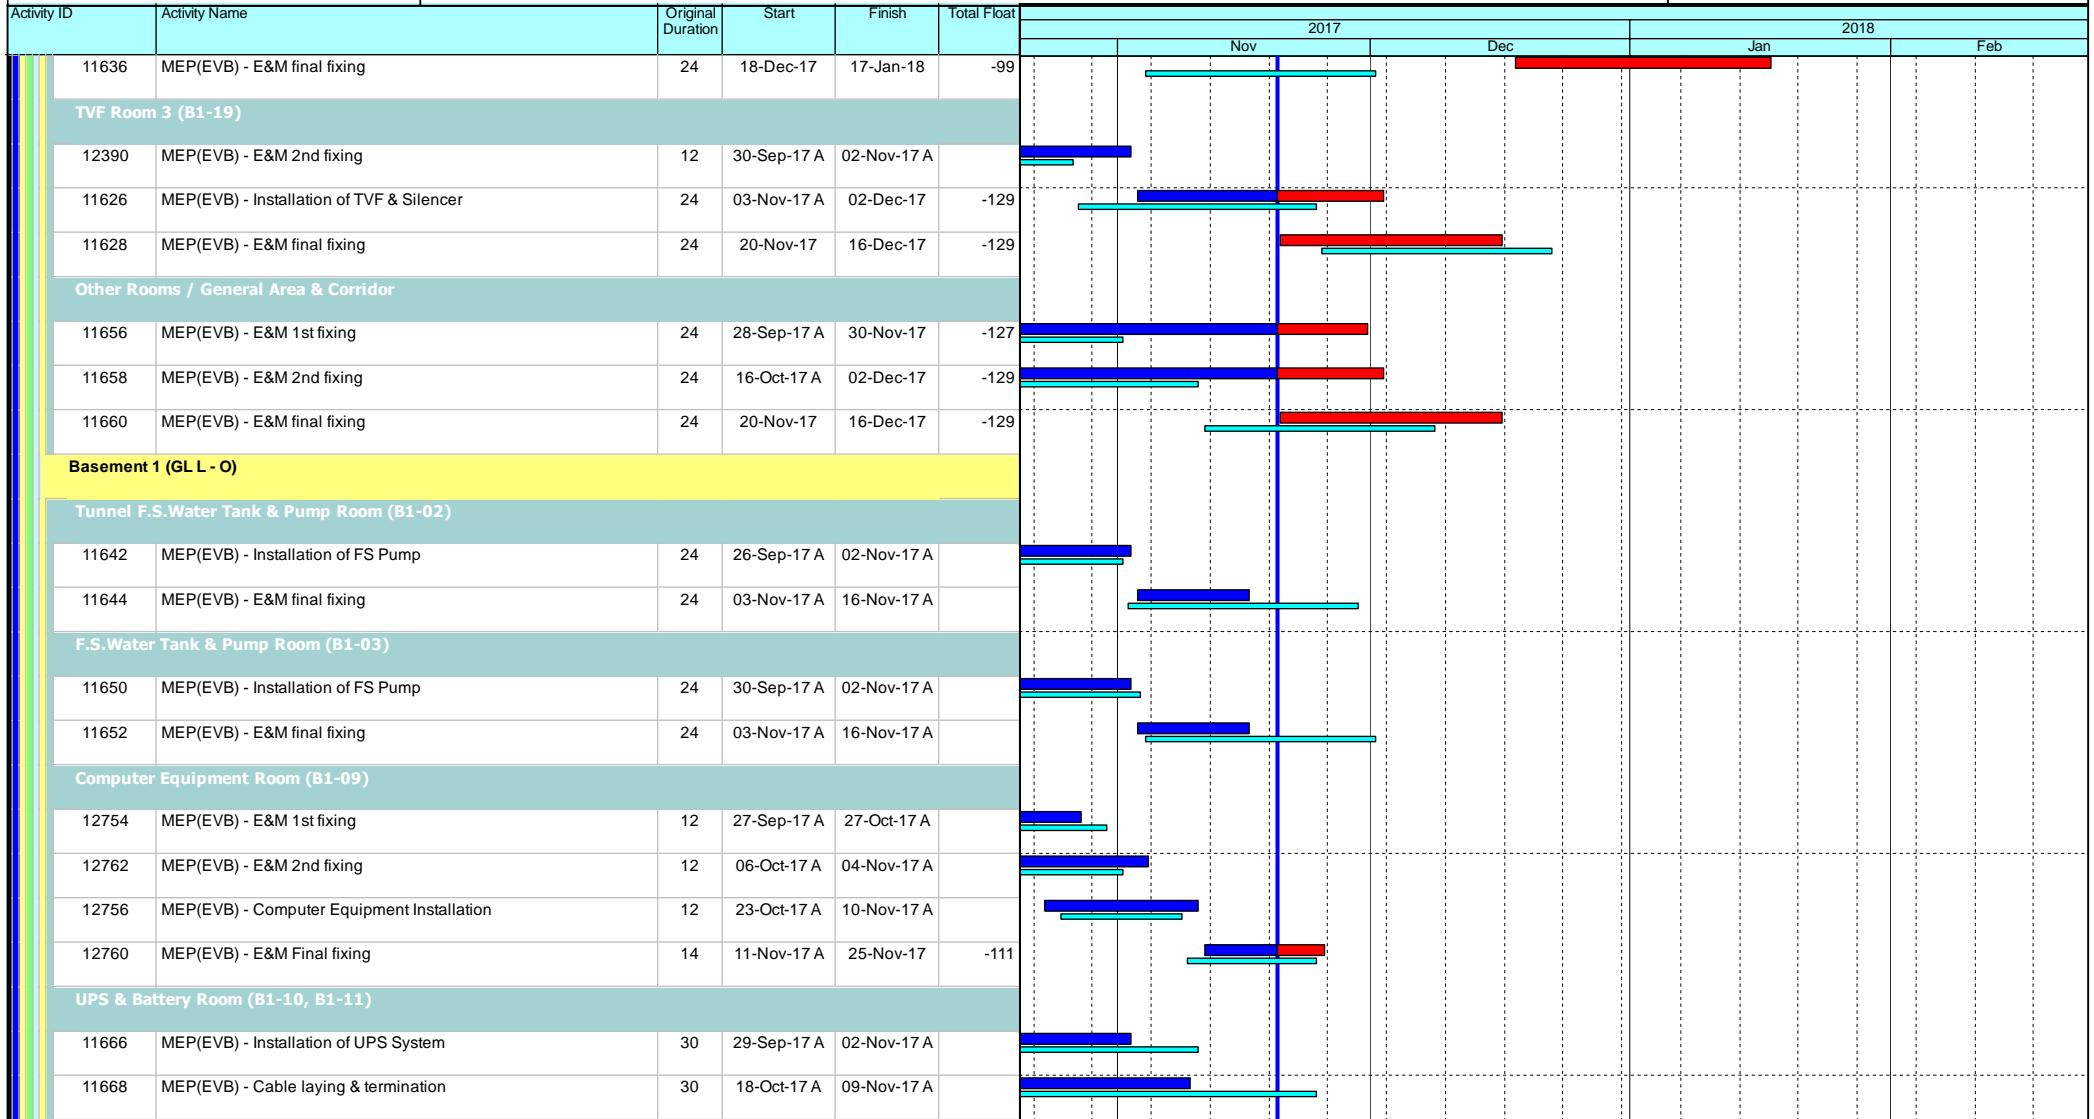 Activity ID Activity Name Original Duration Start Finish Total Float
2017 2018
Nov Dec Jan Feb
11636 MEP(EVB) - E&M final fixing 24 18-Dec-17 17-Jan-18 -99
TVF Room 3 (B1-19)
12390 MEP(EVB) - E&M 2nd fixing 12 30-Sep-17 A 02-Nov-17 A
11626 MEP(EVB) - Installation of TVF & Silencer 24 03-Nov-17 A 02-Dec-17 -129
11628 MEP(EVB) - E&M final fixing 24 20-Nov-17 16-Dec-17 -129
Other Rooms / General Area & Corridor
11656 MEP(EVB) - E&M 1st fixing 24 28-Sep-17 A 30-Nov-17 -127
11658 MEP(EVB) - E&M 2nd fixing 24 16-Oct-17 A 02-Dec-17 -129
11660 MEP(EVB) - E&M final fixing 24 20-Nov-17 16-Dec-17 -129
Basement 1 (GL L - O)
Tunnel F.S.Water Tank & Pump Room (B1-02)
11642 MEP(EVB) - Installation of FS Pump 24 26-Sep-17 A 02-Nov-17 A
11644 MEP(EVB) - E&M final fixing 24 03-Nov-17 A 16-Nov-17 A
F.S.Water Tank & Pump Room (B1-03)
11650 MEP(EVB) - Installation of FS Pump 24 30-Sep-17 A 02-Nov-17 A
11652 MEP(EVB) - E&M final fixing 24 03-Nov-17 A 16-Nov-17 A
Computer Equipment Room (B1-09)
12754 MEP(EVB) - E&M 1st fixing 12 27-Sep-17 A 27-Oct-17 A
12762 MEP(EVB) - E&M 2nd fixing 12 06-Oct-17 A 04-Nov-17 A
12756 MEP(EVB) - Computer Equipment Installation 12 23-Oct-17 A 10-Nov-17 A
12760 MEP(EVB) - E&M Final fixing 14 11-Nov-17 A 25-Nov-17 -111
UPS & Battery Room (B1-10, B1-11)
11666 MEP(EVB) - Installation of UPS System 30 29-Sep-17 A 02-Nov-17 A
11668 MEP(EVB) - Cable laying & termination 30 18-Oct-17 A 09-Nov-17 A